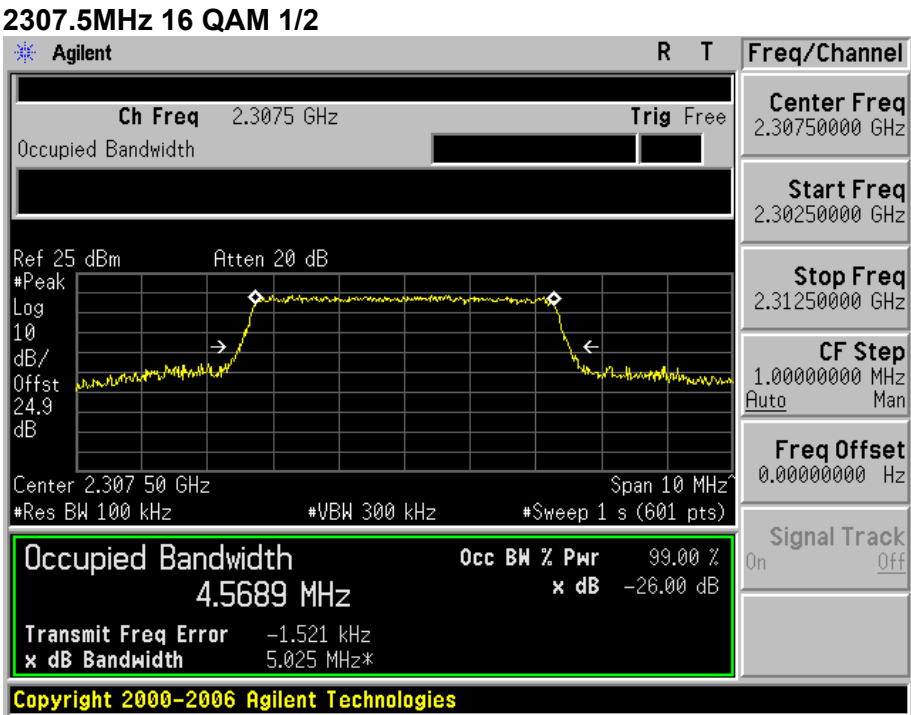 2307.5MHz 16 QAM 1/2
Agilent R T Freq/Channel
Ch Freq 2.3075 GHz Trig Free
Occupied Bandwidth
Center Freq
2.30750000 GHz
Start Freq
2.30250000 GHz
Stop Freq
2.31250000 GHz
CF Step
1.00000000 MHz
Auto Man
Freq Offset
0.00000000 Hz
Signal Track
On Off
Ref 25 dBm Atten 20 dB
#Peak
Log
10
dB/
Offst
24.9
dB
Center 2.307 50 GHz Span 10 MHz^
#Res BW 100 kHz #VBW 300 kHz #Sweep 1 s (601 pts)
Occupied Bandwidth Occ BW % Pwr 99.00 %
4.5689 MHz x dB -26.00 dB
Transmit Freq Error -1.521 kHz
x dB Bandwidth 5.025 MHz*
Copyright 2000-2006 Agilent Technologies